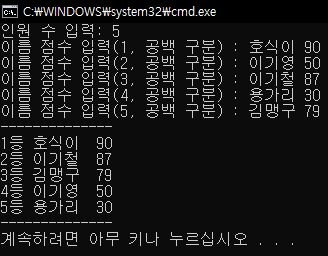 C:\WINDOWS\system32\cmd.exe
인원 수 입력: 5
이름 점수 입력(1, 공백 구분) : 호식이 90
이름 점수 입력(2, 공백 구분) : 이기영 50
이름 점수 입력(3, 공백 구분) : 이기철 87
이름 점수 입력(4, 공백 구분) : 용가리 30
이름 점수 입력(5, 공백 구분) : 김맹구 79
--------------
1등 호식이  90
2등 이기철  87
3등 김맹구  79
4등 이기영  50
5등 용가리  30
--------------
계속하려면 아무 키나 누르십시오 . . .